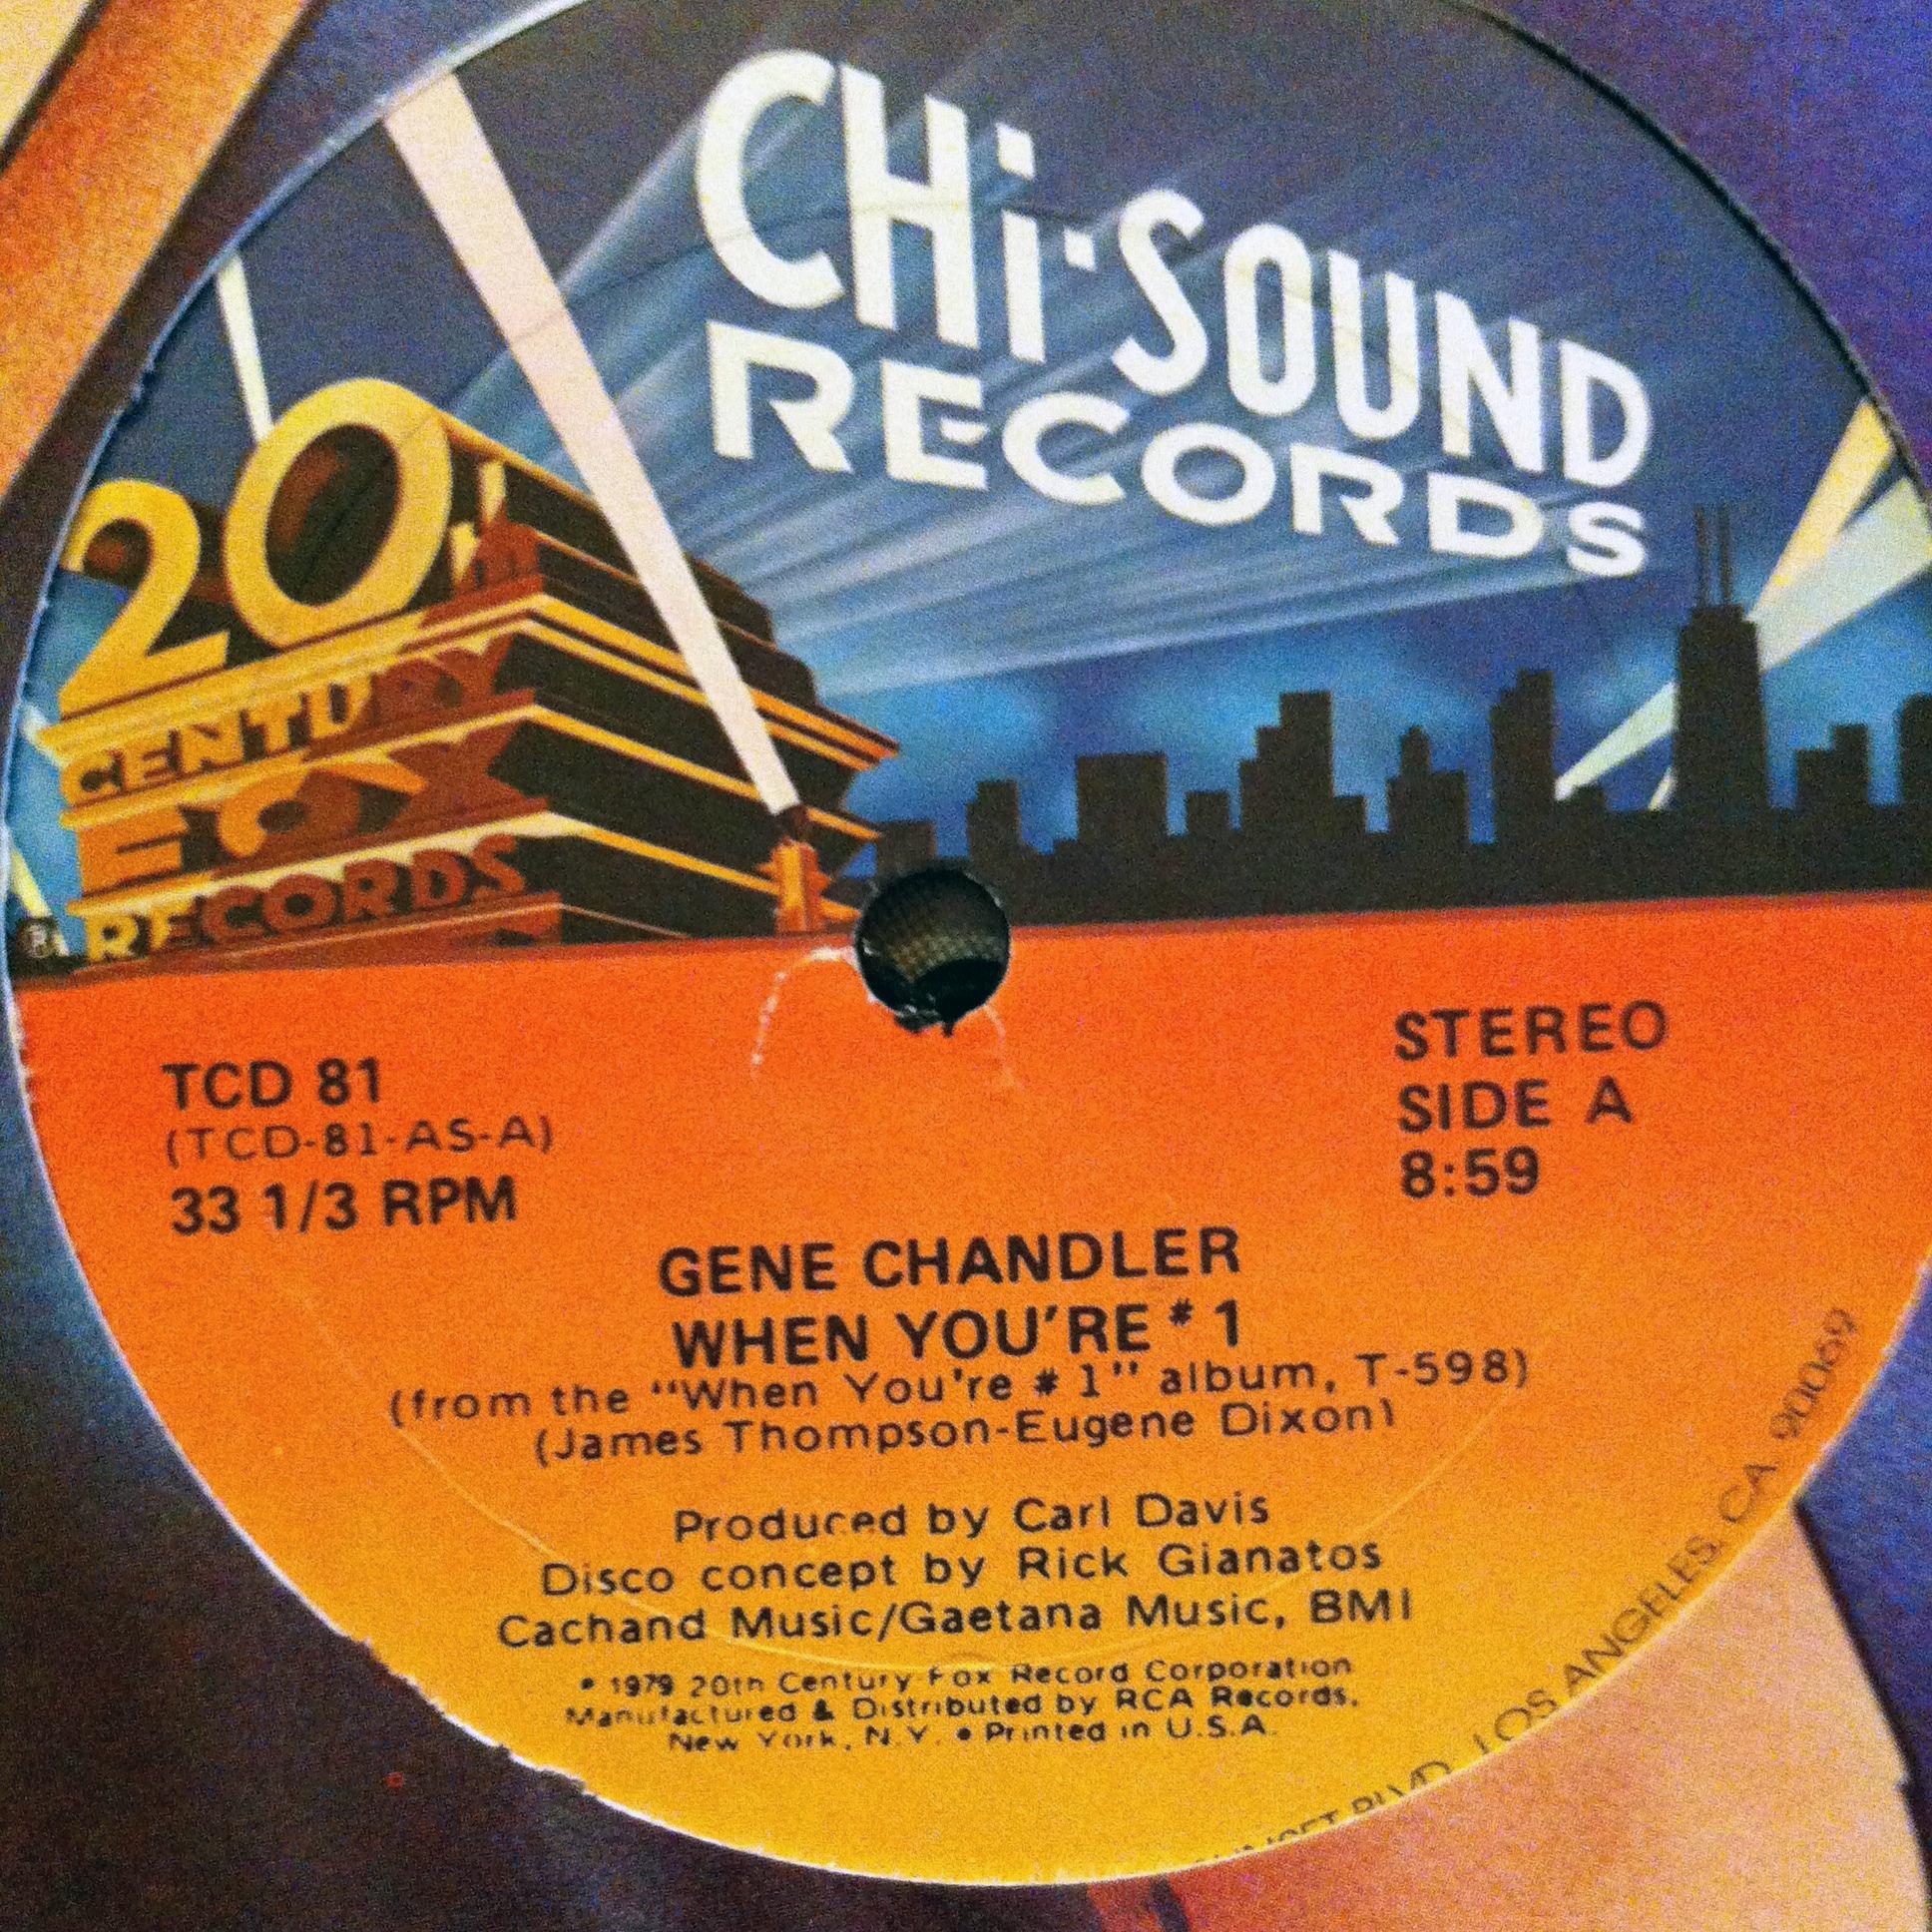 CHi-SOUND
RECORDS
20th
CENTURY
FOX
RECORDS
TCD 81
(TCD-81-AS-A)
33 1/3 RPM
STEREO
SIDE A
8:59
GENE CHANDLER
WHEN YOU'RE #1
(from the "When You're #1" album, T-598)
(James Thompson-Eugene Dixon)
Produced by Carl Davis
Disco concept by Rick Gianatos
Cachand Music/Gaetana Music, BMI
1979 20th Century Fox Record Corporation
Manufactured & Distributed by RCA Records,
New York, N.Y. • Printed in U.S.A.
BLVD., LOS ANGELES, CA. 90069